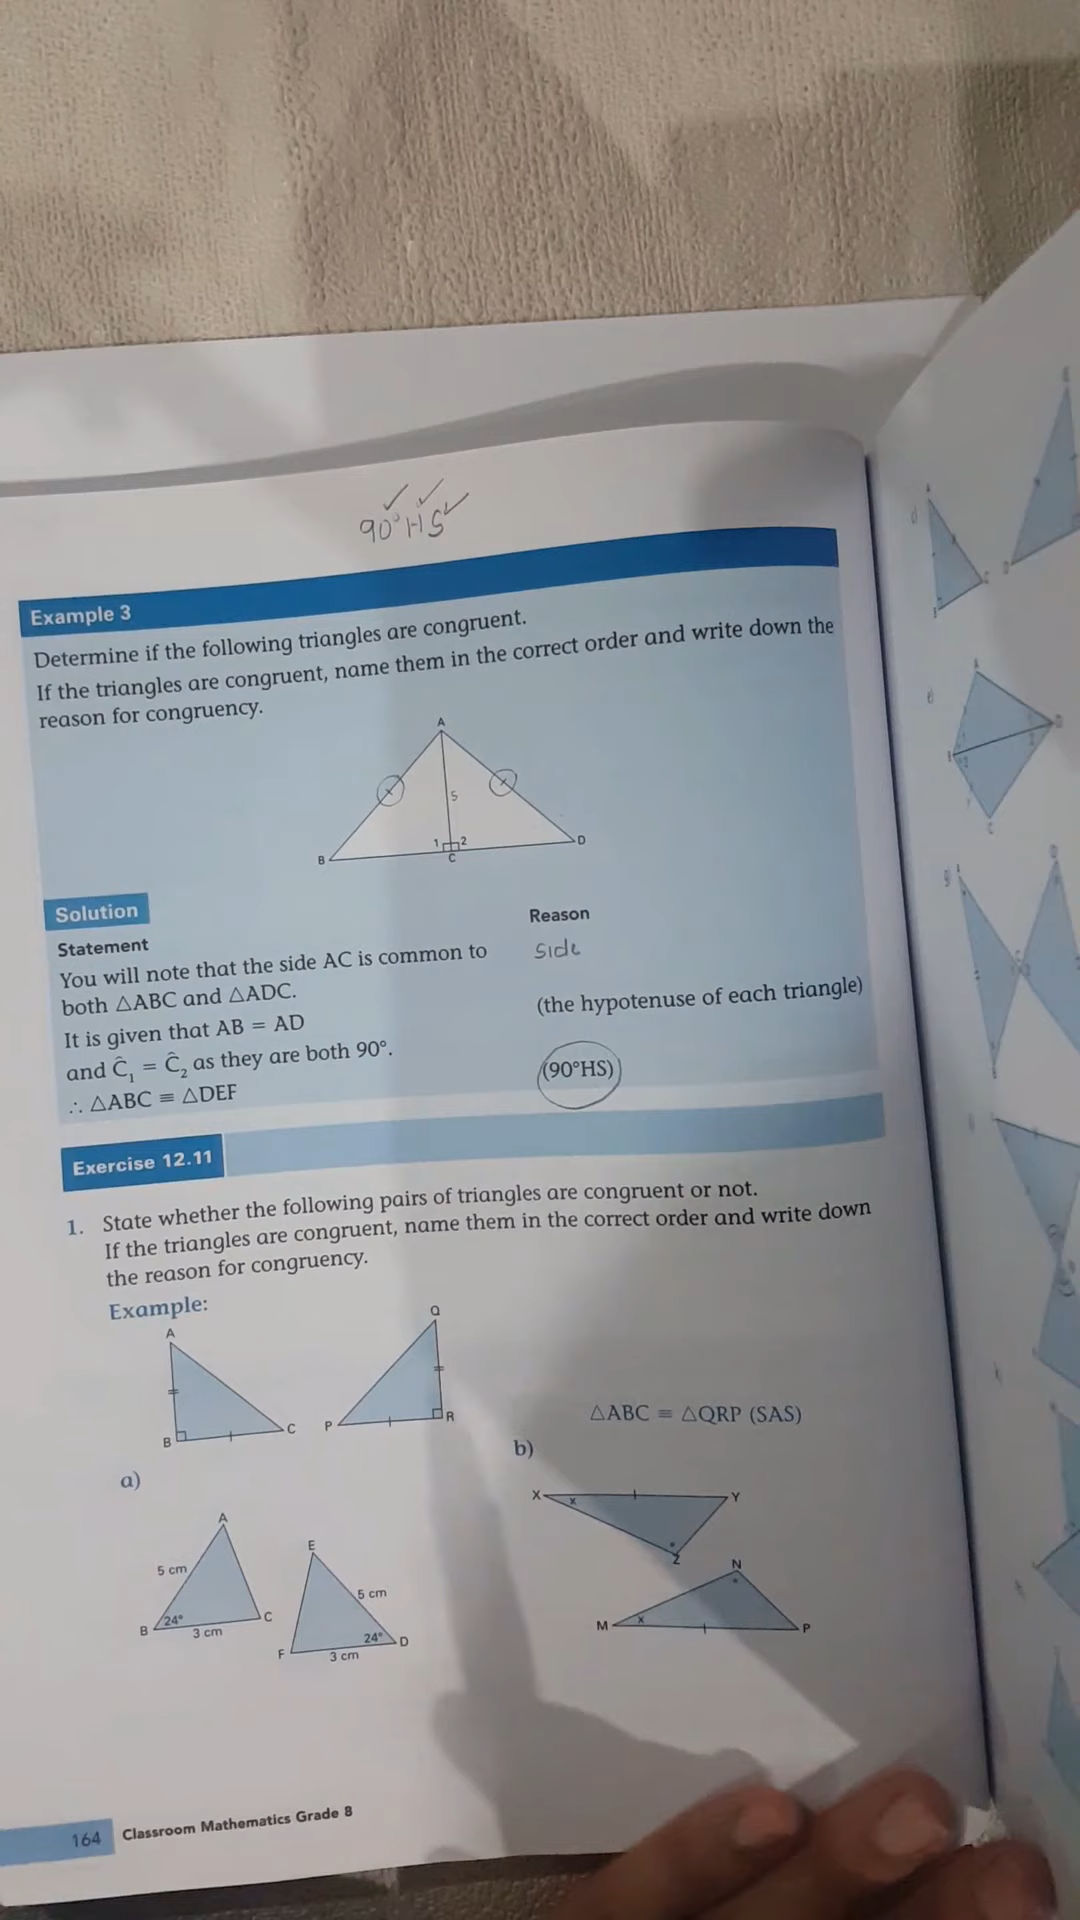 90°HS
Example 3
Determine if the following triangles are congruent.
If the triangles are congruent, name them in the correct order and write down the
reason for congruency.
A
5
1 2
B C D
Solution
Statement Reason
You will note that the side AC is common to side
both △ABC and △ADC.
It is given that AB = AD (the hypotenuse of each triangle)
and Ĉ₁ = Ĉ₂ as they are both 90°.
∴ △ABC ≡ △DEF (90°HS)
Exercise 12.11
1. State whether the following pairs of triangles are congruent or not.
If the triangles are congruent, name them in the correct order and write down
the reason for congruency.
Example:
A Q
B C P R
△ABC ≡ △QRP (SAS)
a) b)
A E
5 cm 5 cm
B 24° C 24° D
3 cm F 3 cm
X x Y
Z
N
M x P
164 Classroom Mathematics Grade 8